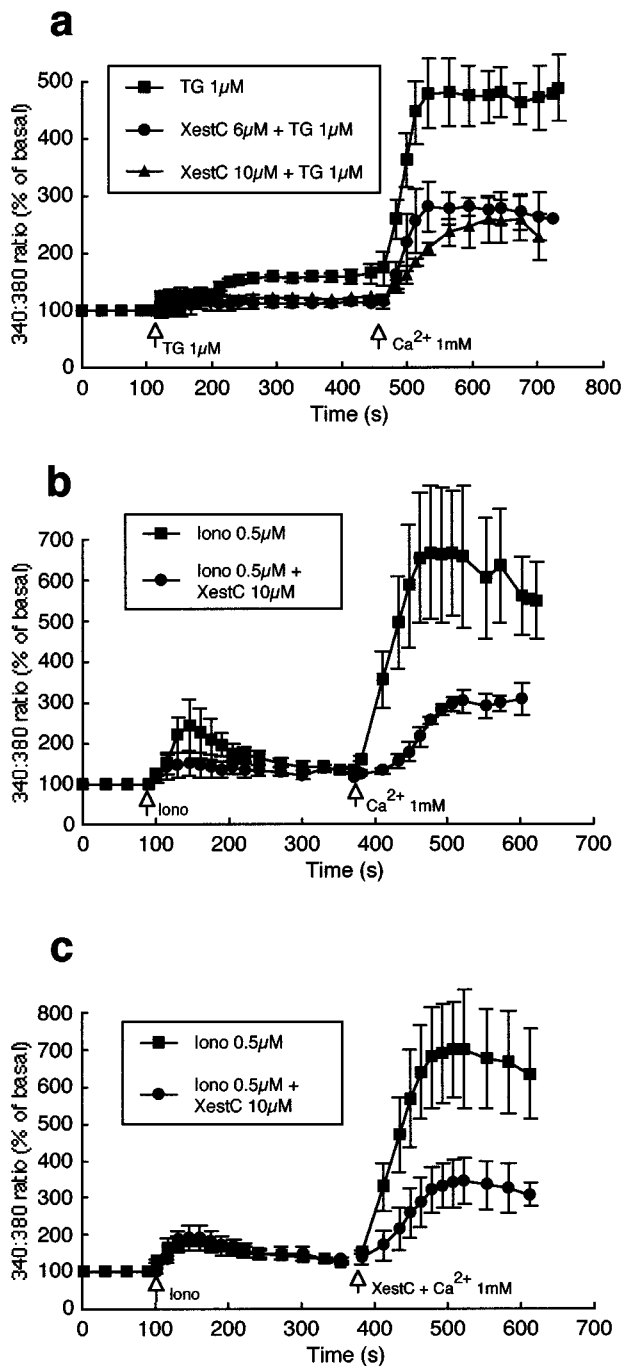 a
340:380 ratio (% of basal)
500
400
300
200
100
0
TG 1µM
XestC 6µM + TG 1µM
XestC 10µM + TG 1µM
TG 1µM
Ca²⁺ 1mM
0 100 200 300 400 500 600 700 800
Time (s)
b
340:380 ratio (% of basal)
700
600
500
400
300
200
100
0
Iono 0.5µM
Iono 0.5µM +
XestC 10µM
Iono
Ca²⁺ 1mM
0 100 200 300 400 500 600 700
Time (s)
c
340:380 ratio (% of basal)
800
700
600
500
400
300
200
100
0
Iono 0.5µM
Iono 0.5µM +
XestC 10µM
Iono
XestC + Ca²⁺ 1mM
0 100 200 300 400 500 600 700
Time (s)